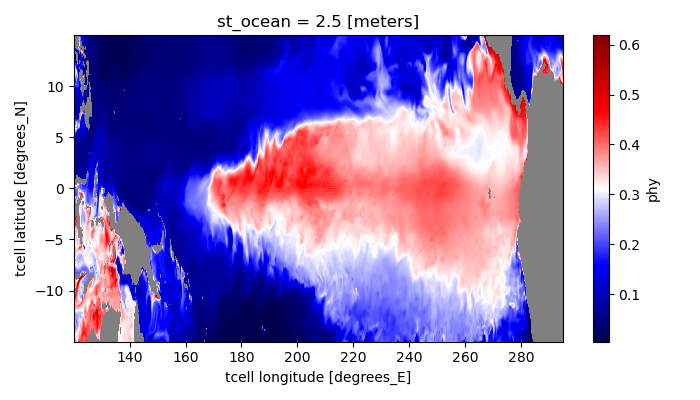 st_ocean = 2.5 [meters]
tcell latitude [degrees_N]
10
5
0
−5
−10
140 160 180 200 220 240 260 280
tcell longitude [degrees_E]
0.6
0.5
0.4
0.3
0.2
0.1
phy